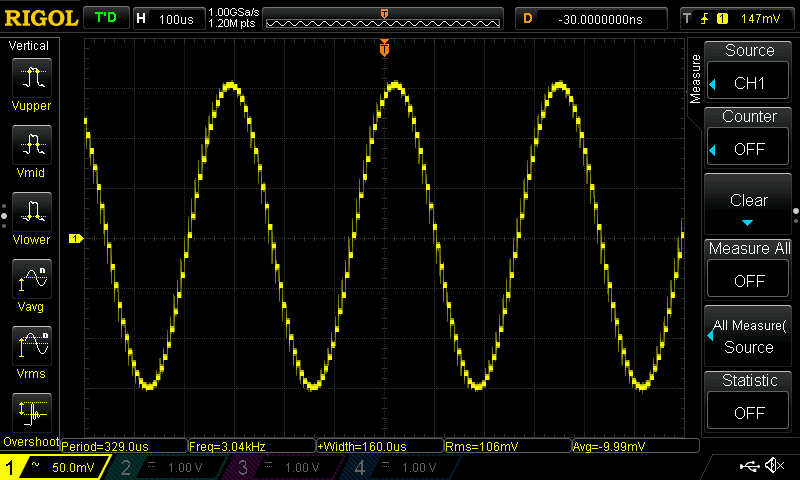 RIGOL T'D H 100us 1.00GSa/s 1.20M pts T D -30.0000000ns T 1 147mV
Vertical
Vupper
Vmid
Vlower
n
Vavg
n
Vrms
Overshoot
T
1
Measure
Source
CH1
Counter
OFF
Clear
Measure All
OFF
All Measure(
Source
Statistic
OFF
Period=329.0us Freq=3.04kHz +Width=160.0us Rms=106mV Avg=-9.99mV
1 ~ 50.0mV 2 1.00 V 3 1.00 V 4 1.00 V